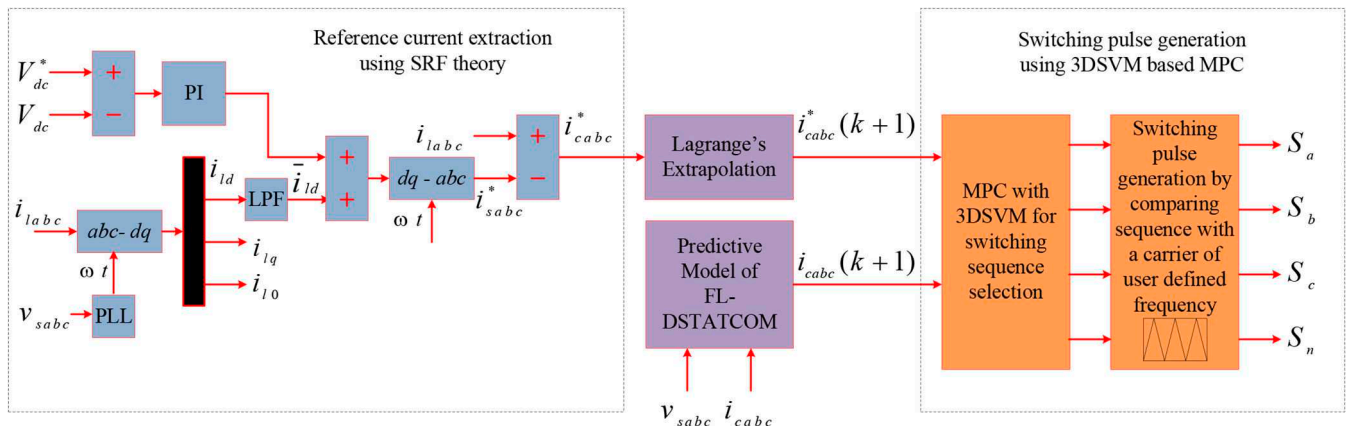 Reference current extraction
using SRF theory
V*dc
Vdc
+
−
PI
ilabc
abc- dq
ω t
vsabc
PLL
ild
LPF
i̅ld
ilq
il0
+
+
dq - abc
ω t
ilabc
i*sabc
+
−
i*cabc
Lagrange's
Extrapolation
i*cabc(k+1)
Predictive
Model of
FL-
DSTATCOM
icabc(k+1)
vsabc
icabc
Switching pulse generation
using 3DSVM based MPC
MPC with
3DSVM for
switching
sequence
selection
Switching
pulse
generation by
comparing
sequence with
a carrier of
user defined
frequency
Sa
Sb
Sc
Sn